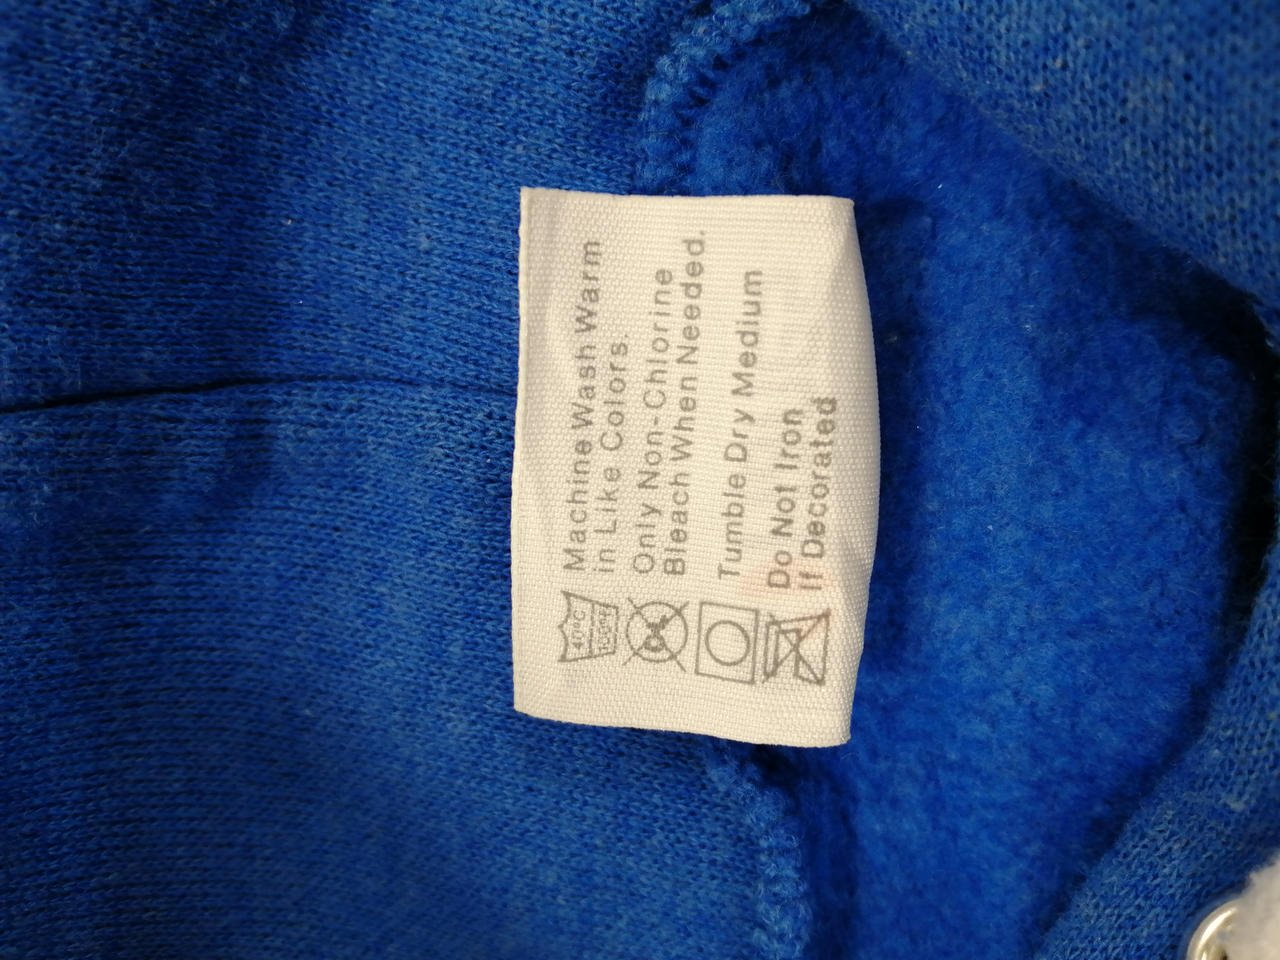 Machine Wash Warm
in Like Colors.
Only Non-Chlorine
Bleach When Needed.
Tumble Dry Medium
Do Not Iron
If Decorated
40°C